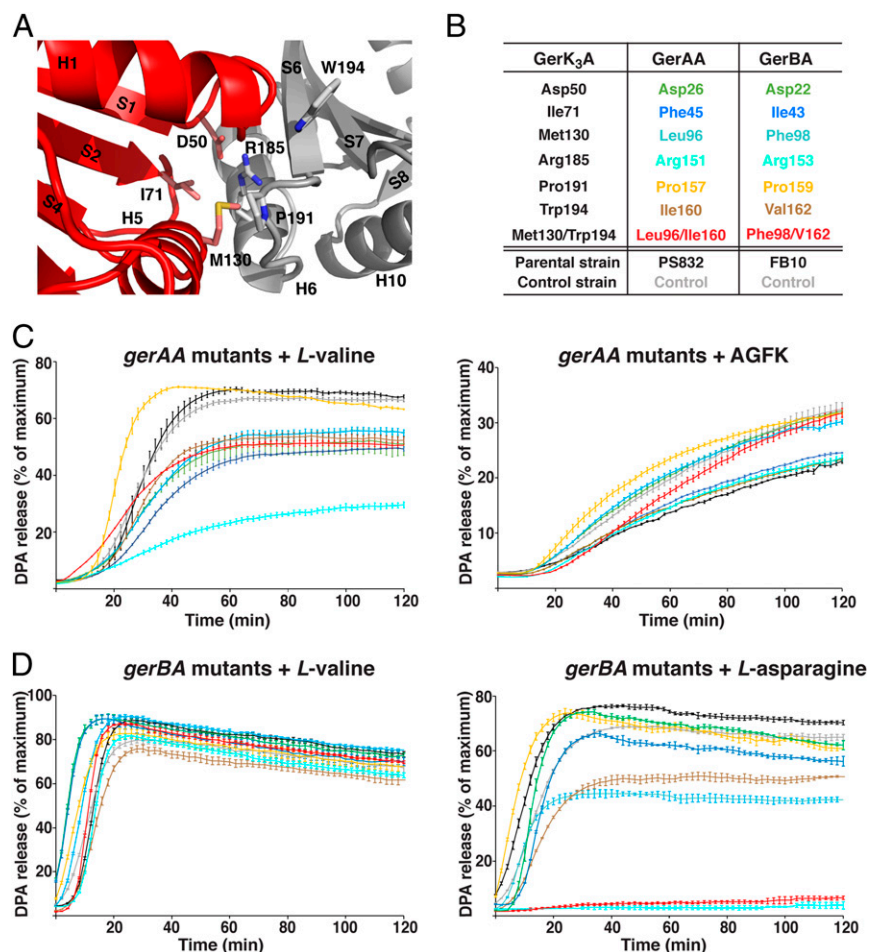 A
H1
S1
S2
S4
H5
D50
I71
M130
S6
W194
R185
S7
S8
P191
H6
H10
B
GerK3A GerAA GerBA
Asp50 Asp26 Asp22
Ile71 Phe45 Ile43
Met130 Leu96 Phe98
Arg185 Arg151 Arg153
Pro191 Pro157 Pro159
Trp194 Ile160 Val162
Met130/Trp194 Leu96/Ile160 Phe98/V162
Parental strain PS832 FB10
Control strain Control Control
C
gerAA mutants + L-valine
DPA release (% of maximum)
80
60
40
20
20 40 60 80 100 120
Time (min)
gerAA mutants + AGFK
DPA release (% of maximum)
40
30
20
10
20 40 60 80 100 120
Time (min)
D
gerBA mutants + L-valine
DPA release (% of maximum)
100
80
60
40
20
0 20 40 60 80 100 120
Time (min)
gerBA mutants + L-asparagine
DPA release (% of maximum)
80
60
40
20
20 40 60 80 100 120
Time (min)